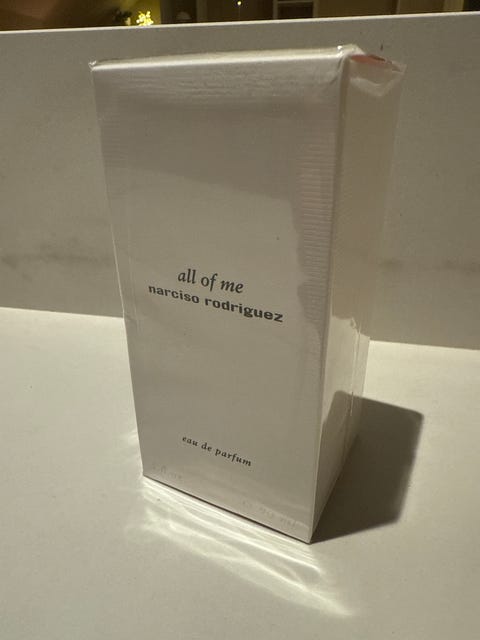 all of me
narciso rodriguez
eau de parfum